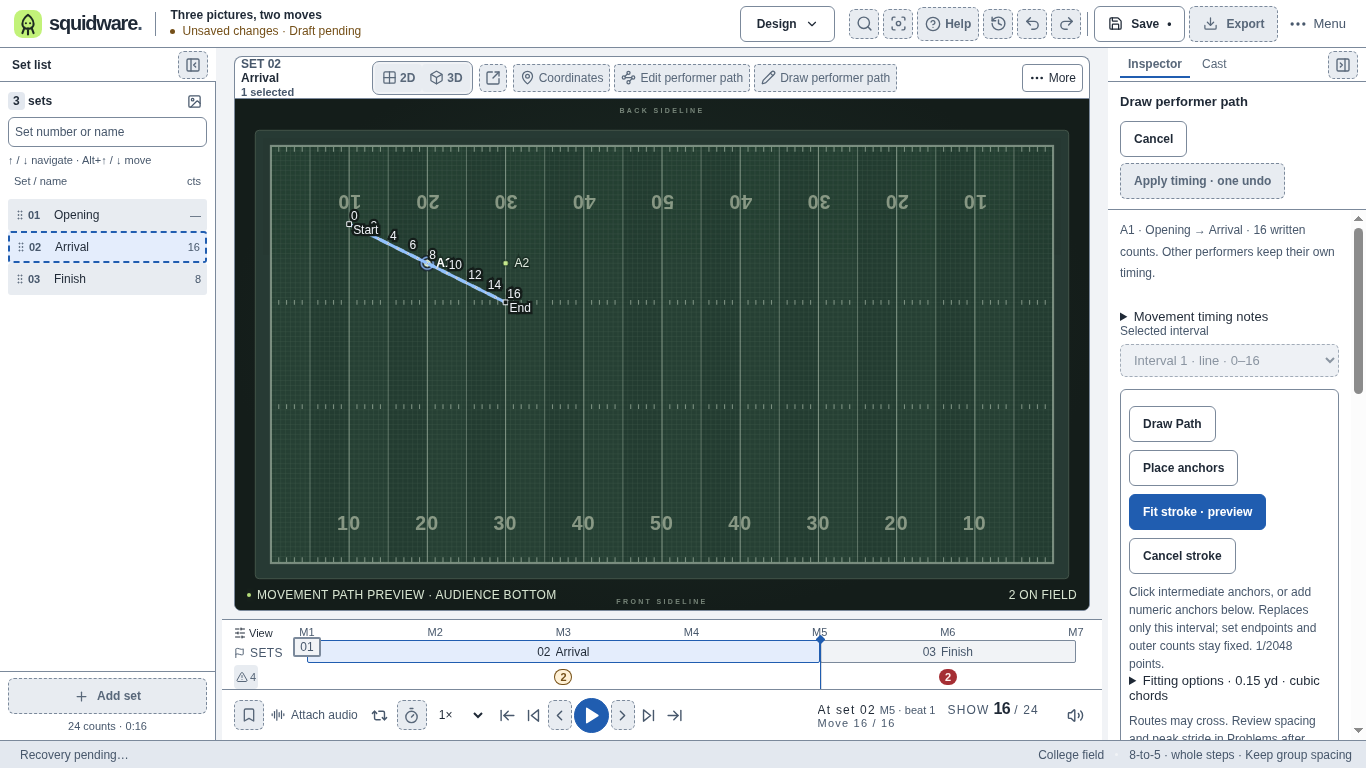 squidware.
Three pictures, two moves
Unsaved changes · Draft pending
Design
Help
Save •
Export
Menu
Set list
3 sets
Set number or name
↑ / ↓ navigate · Alt+↑ / ↓ move
Set / name cts
01 Opening —
02 Arrival 16
03 Finish 8
Add set
24 counts · 0:16
SET 02
Arrival
1 selected
2D
3D
Coordinates
Edit performer path
Draw performer path
More
BACK SIDELINE
10 20 30 40 50 40 30 20 10
0
Start
4
6
8
10
12
14
16
End
A2
10 20 30 40 50 40 30 20 10
MOVEMENT PATH PREVIEW · AUDIENCE BOTTOM
FRONT SIDELINE
2 ON FIELD
View
M1 M2 M3 M4 M5 M6 M7
SETS
01
02 Arrival
03 Finish
4
2
2
Attach audio
1×
At set 02 M5 · beat 1 SHOW 16 / 24
Move 16 / 16
Inspector
Cast
Draw performer path
Cancel
Apply timing · one undo
A1 · Opening → Arrival · 16 written
counts. Other performers keep their own
timing.
Movement timing notes
Selected interval
Interval 1 · line · 0–16
Draw Path
Place anchors
Fit stroke · preview
Cancel stroke
Click intermediate anchors, or add
numeric anchors below. Replaces
only this interval; set endpoints and
outer counts stay fixed. 1/2048
points.
Fitting options · 0.15 yd · cubic
chords
Routes may cross. Review spacing
and peak stride in Problems after
Recovery pending…
College field · 8-to-5 · whole steps · Keep group spacing